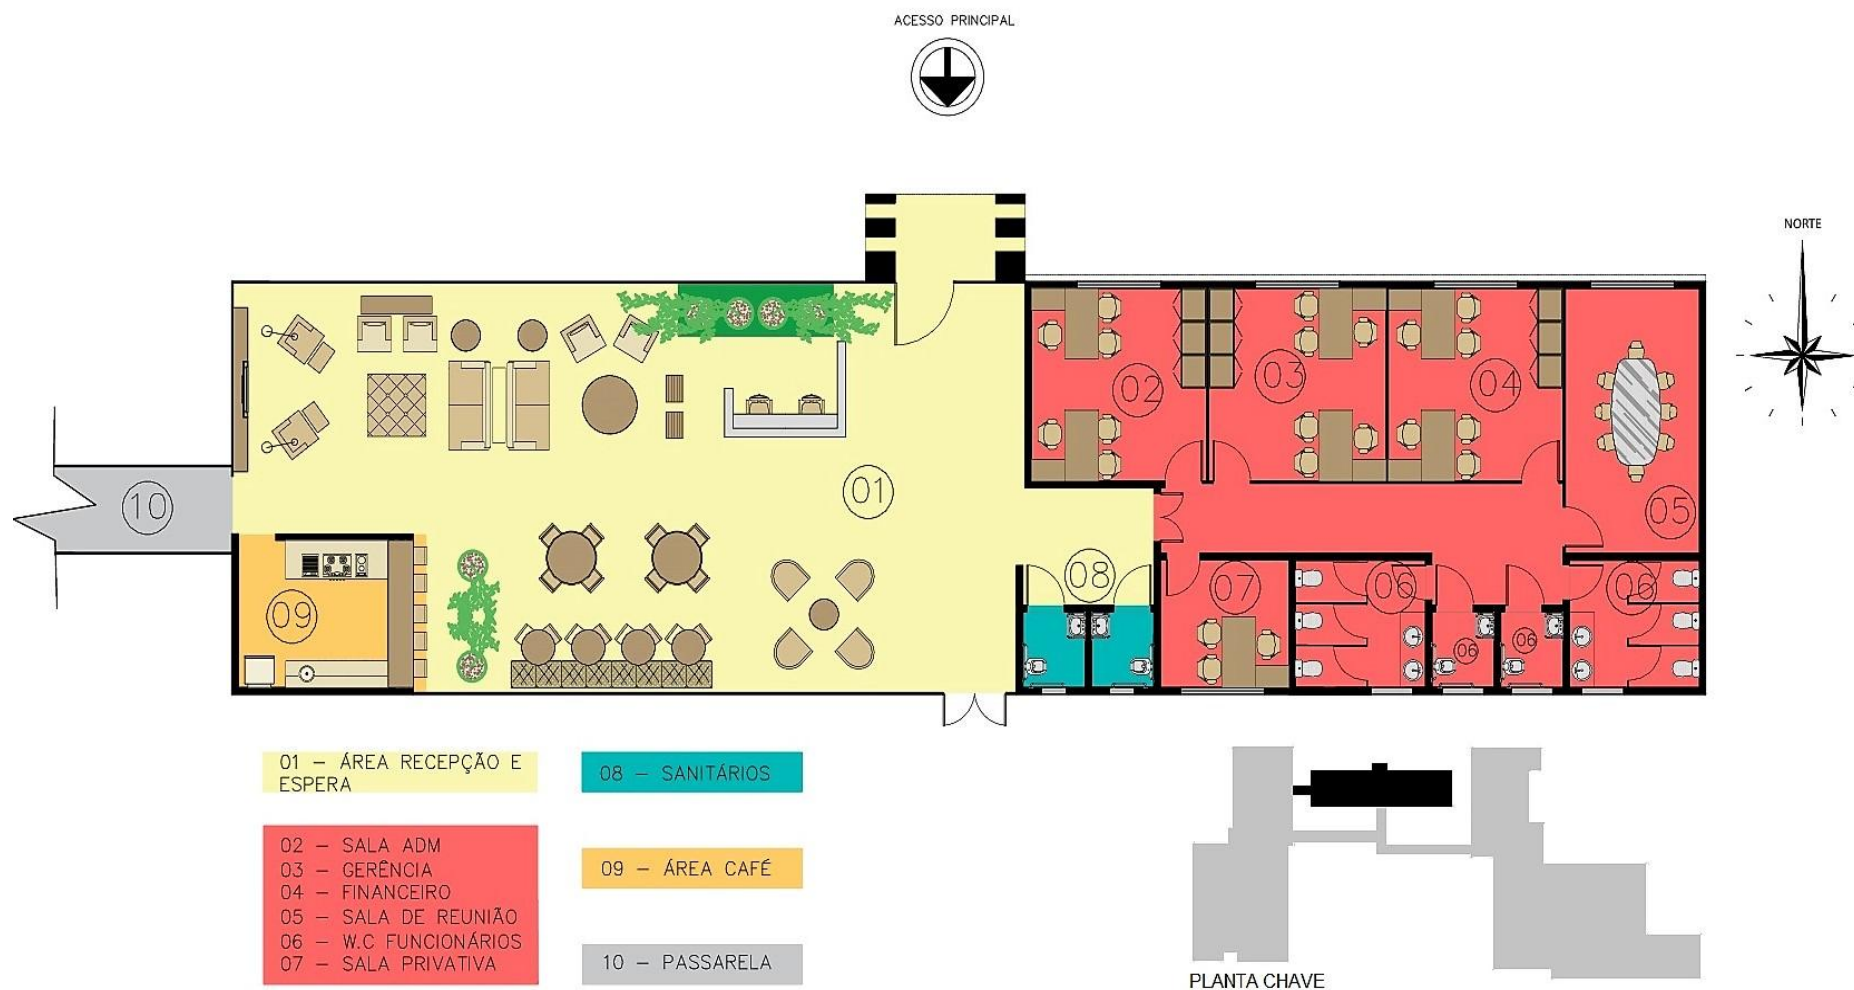 ACESSO PRINCIPAL
NORTE
02
03
04
05
01
10
08
07
06
06
06
06
09
01 – ÁREA RECEPÇÃO E
ESPERA
02 – SALA ADM
03 – GERÊNCIA
04 – FINANCEIRO
05 – SALA DE REUNIÃO
06 – W.C FUNCIONÁRIOS
07 – SALA PRIVATIVA
08 – SANITÁRIOS
09 – ÁREA CAFÉ
10 – PASSARELA
PLANTA CHAVE